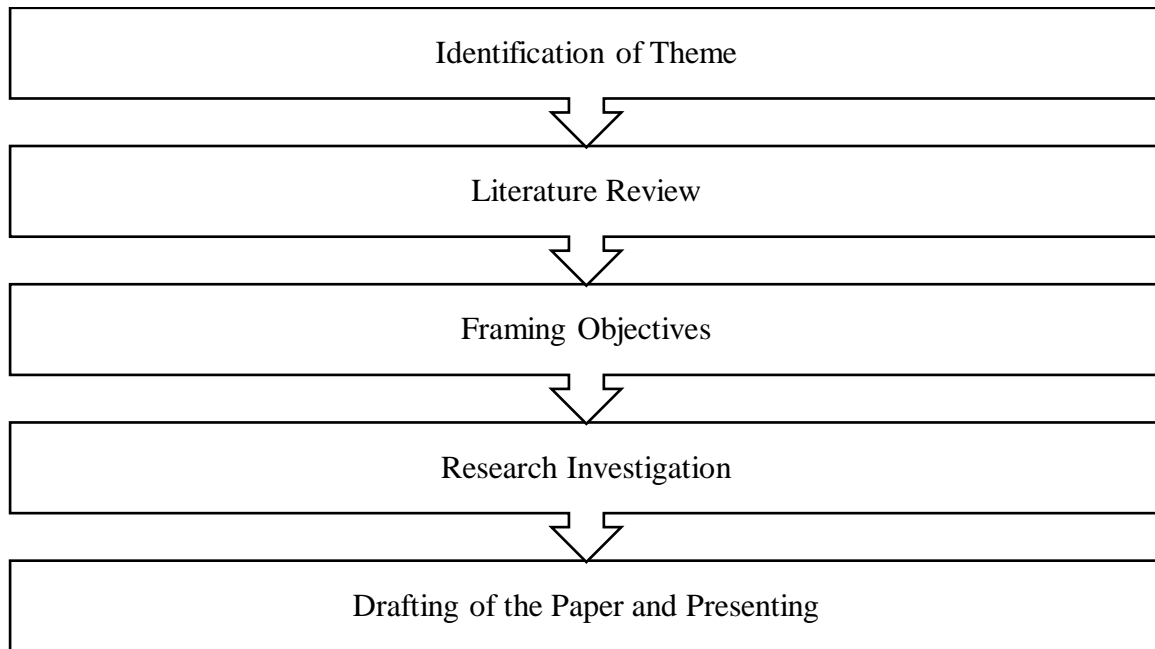 Identification of Theme
Literature Review
Framing Objectives
Research Investigation
Drafting of the Paper and Presenting